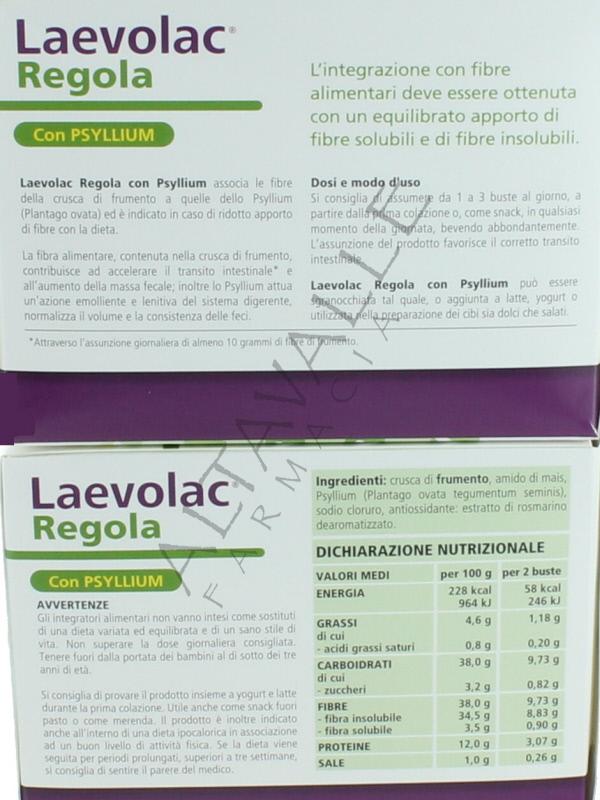 Laevolac®
Regola
Con PSYLLIUM
L'integrazione con fibre
alimentari deve essere ottenuta
con un equilibrato apporto di
fibre solubili e di fibre insolubili.
Laevolac Regola con Psyllium associa le fibre
della crusca di frumento a quelle dello Psyllium
(Plantago ovata) ed è indicato in caso di ridotto apporto
di fibre con la dieta.
La fibra alimentare, contenuta nella crusca di frumento,
contribuisce ad accelerare il transito intestinale* e
all'aumento della massa fecale; inoltre lo Psyllium attua
un'azione emolliente e lenitiva del sistema digerente,
normalizza il volume e la consistenza delle feci.
Dosi e modo d'uso
Si consiglia di assumere da 1 a 3 buste al giorno, a
partire dalla prima colazione o, come snack, in qualsiasi
momento della giornata, bevendo abbondantemente.
L'assunzione del prodotto favorisce il corretto transito
intestinale.
Laevolac Regola con Psyllium può essere
sgranocchiata tal quale, o aggiunta a latte, yogurt o
utilizzata nella preparazione dei cibi sia dolci che salati.
*Attraverso l'assunzione giornaliera di almeno 10 grammi di fibre di frumento.
ALTAVALLE
FARMACIA
Laevolac®
Regola
Con PSYLLIUM
AVVERTENZE
Gli integratori alimentari non vanno intesi come sostituti
di una dieta variata ed equilibrata e di un sano stile di
vita. Non superare la dose giornaliera consigliata.
Tenere fuori dalla portata dei bambini al di sotto dei tre
anni di età.
Si consiglia di provare il prodotto insieme a yogurt e latte
durante la prima colazione. Utile anche come snack fuori
pasto o come merenda. Il prodotto è inoltre indicato
anche all'interno di una dieta ipocalorica in associazione
ad un buon livello di attività fisica. Se la dieta viene
seguita per periodi prolungati, superiori a tre settimane,
si consiglia di sentire il parere del medico.
Ingredienti: crusca di frumento, amido di mais,
Psyllium (Plantago ovata tegumentum seminis),
sodio cloruro, antiossidante: estratto di rosmarino
dearomatizzato.
DICHIARAZIONE NUTRIZIONALE
VALORI MEDI per 100 g per 2 buste
ENERGIA 228 kcal 58 kcal
964 kJ 246 kJ
GRASSI 4,6 g 1,18 g
di cui
- acidi grassi saturi 0,8 g 0,20 g
CARBOIDRATI 38,0 g 9,73 g
di cui
- zuccheri 3,2 g 0,82 g
FIBRE 38,0 g 9,73 g
- fibra insolubile 34,5 g 8,83 g
- fibra solubile 3,5 g 0,90 g
PROTEINE 12,0 g 3,07 g
SALE 1,0 g 0,26 g